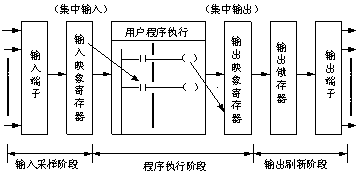 （集中输入）
（集中输出）
用户程序执行
输入端子
输入映象寄存器
输出映象寄存器
输出锁存器
输出端子
输入采样阶段
程序执行阶段
输出刷新阶段